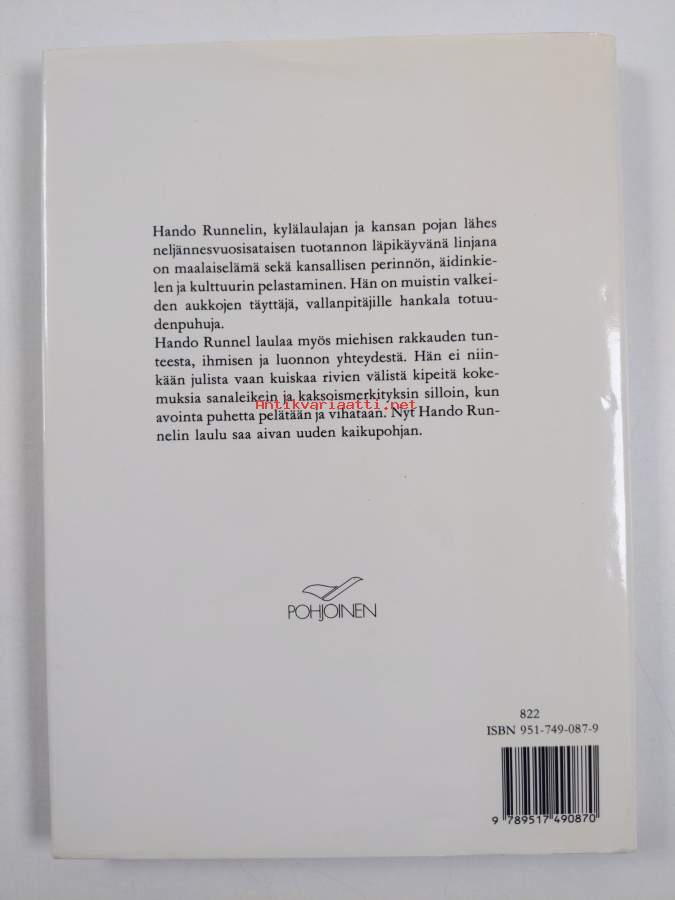 Hando Runnelin, kylälaulajan ja kansan pojan lähes
neljännesvuosisataisen tuotannon läpikäyvänä linjana
on maalaiselämä sekä kansallisen perinnön, äidinkie-
len ja kulttuurin pelastaminen. Hän on muistin valkei-
den aukkojen täyttäjä, vallanpitäjille hankala totuu-
denpuhuja.
Hando Runnel laulaa myös miehisen rakkauden tun-
teesta, ihmisen ja luonnon yhteydestä. Hän ei niin-
kään julista vaan kuiskaa rivien välistä kipeitä koke-
muksia sanaleikein ja kaksoismerkityksin silloin, kun
Antikvariaatti.net
avointa puhetta pelätään ja vihataan. Nyt Hando Run-
nelin laulu saa aivan uuden kaikupohjan.
POHJOINEN
822
ISBN 951-749-087-9
9 789517 490870